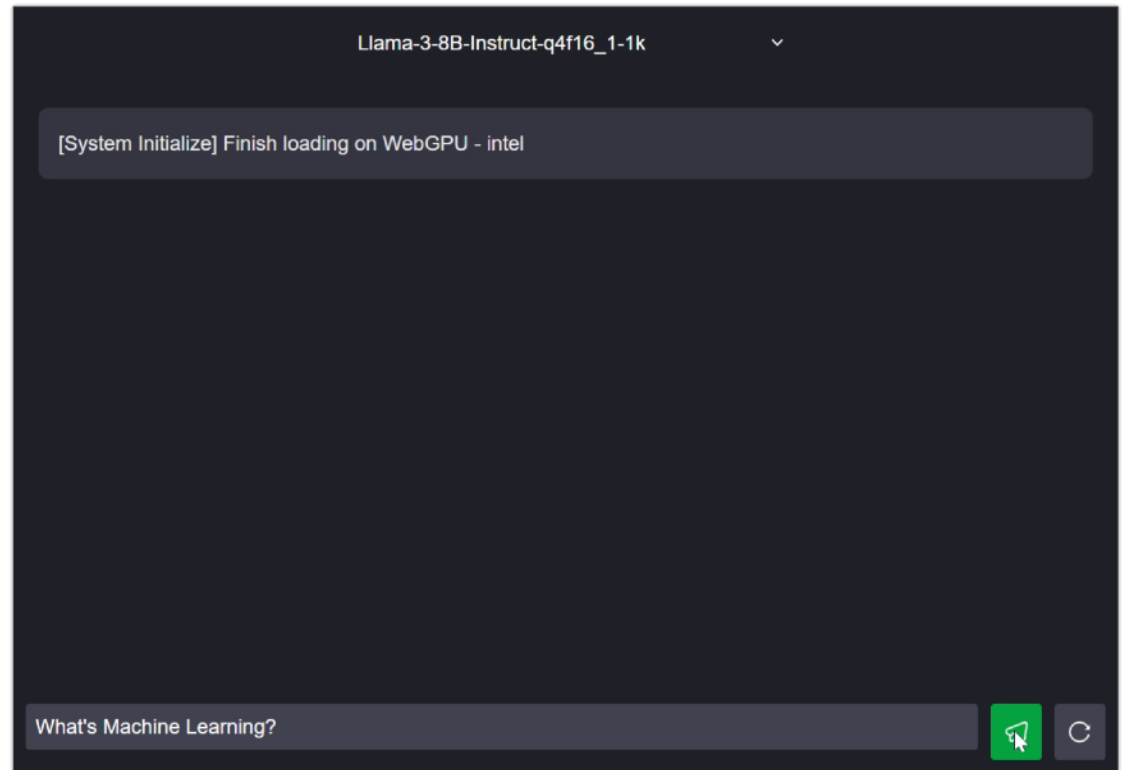 Llama-3-8B-Instruct-q4f16_1-1k
[System Initialize] Finish loading on WebGPU - intel
What's Machine Learning?